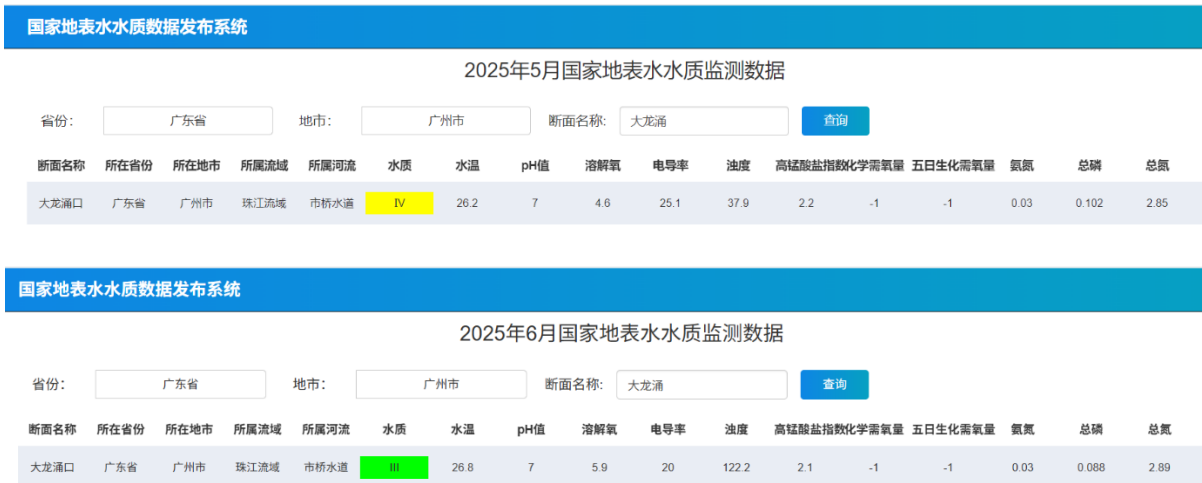 国家地表水水质数据发布系统
2025年5月国家地表水水质监测数据
省份: 广东省 地市: 广州市 断面名称: 大龙涌 查询
断面名称 所在省份 所在地市 所属流域 所属河流 水质 水温 pH值 溶解氧 电导率 浊度 高锰酸盐指数化学需氧量 五日生化需氧量 氨氮 总磷 总氮
大龙涌口 广东省 广州市 珠江流域 市桥水道 IV 26.2 7 4.6 25.1 37.9 2.2 -1 -1 0.03 0.102 2.85
国家地表水水质数据发布系统
2025年6月国家地表水水质监测数据
省份: 广东省 地市: 广州市 断面名称: 大龙涌 查询
断面名称 所在省份 所在地市 所属流域 所属河流 水质 水温 pH值 溶解氧 电导率 浊度 高锰酸盐指数化学需氧量 五日生化需氧量 氨氮 总磷 总氮
大龙涌口 广东省 广州市 珠江流域 市桥水道 III 26.8 7 5.9 20 122.2 2.1 -1 -1 0.03 0.088 2.89